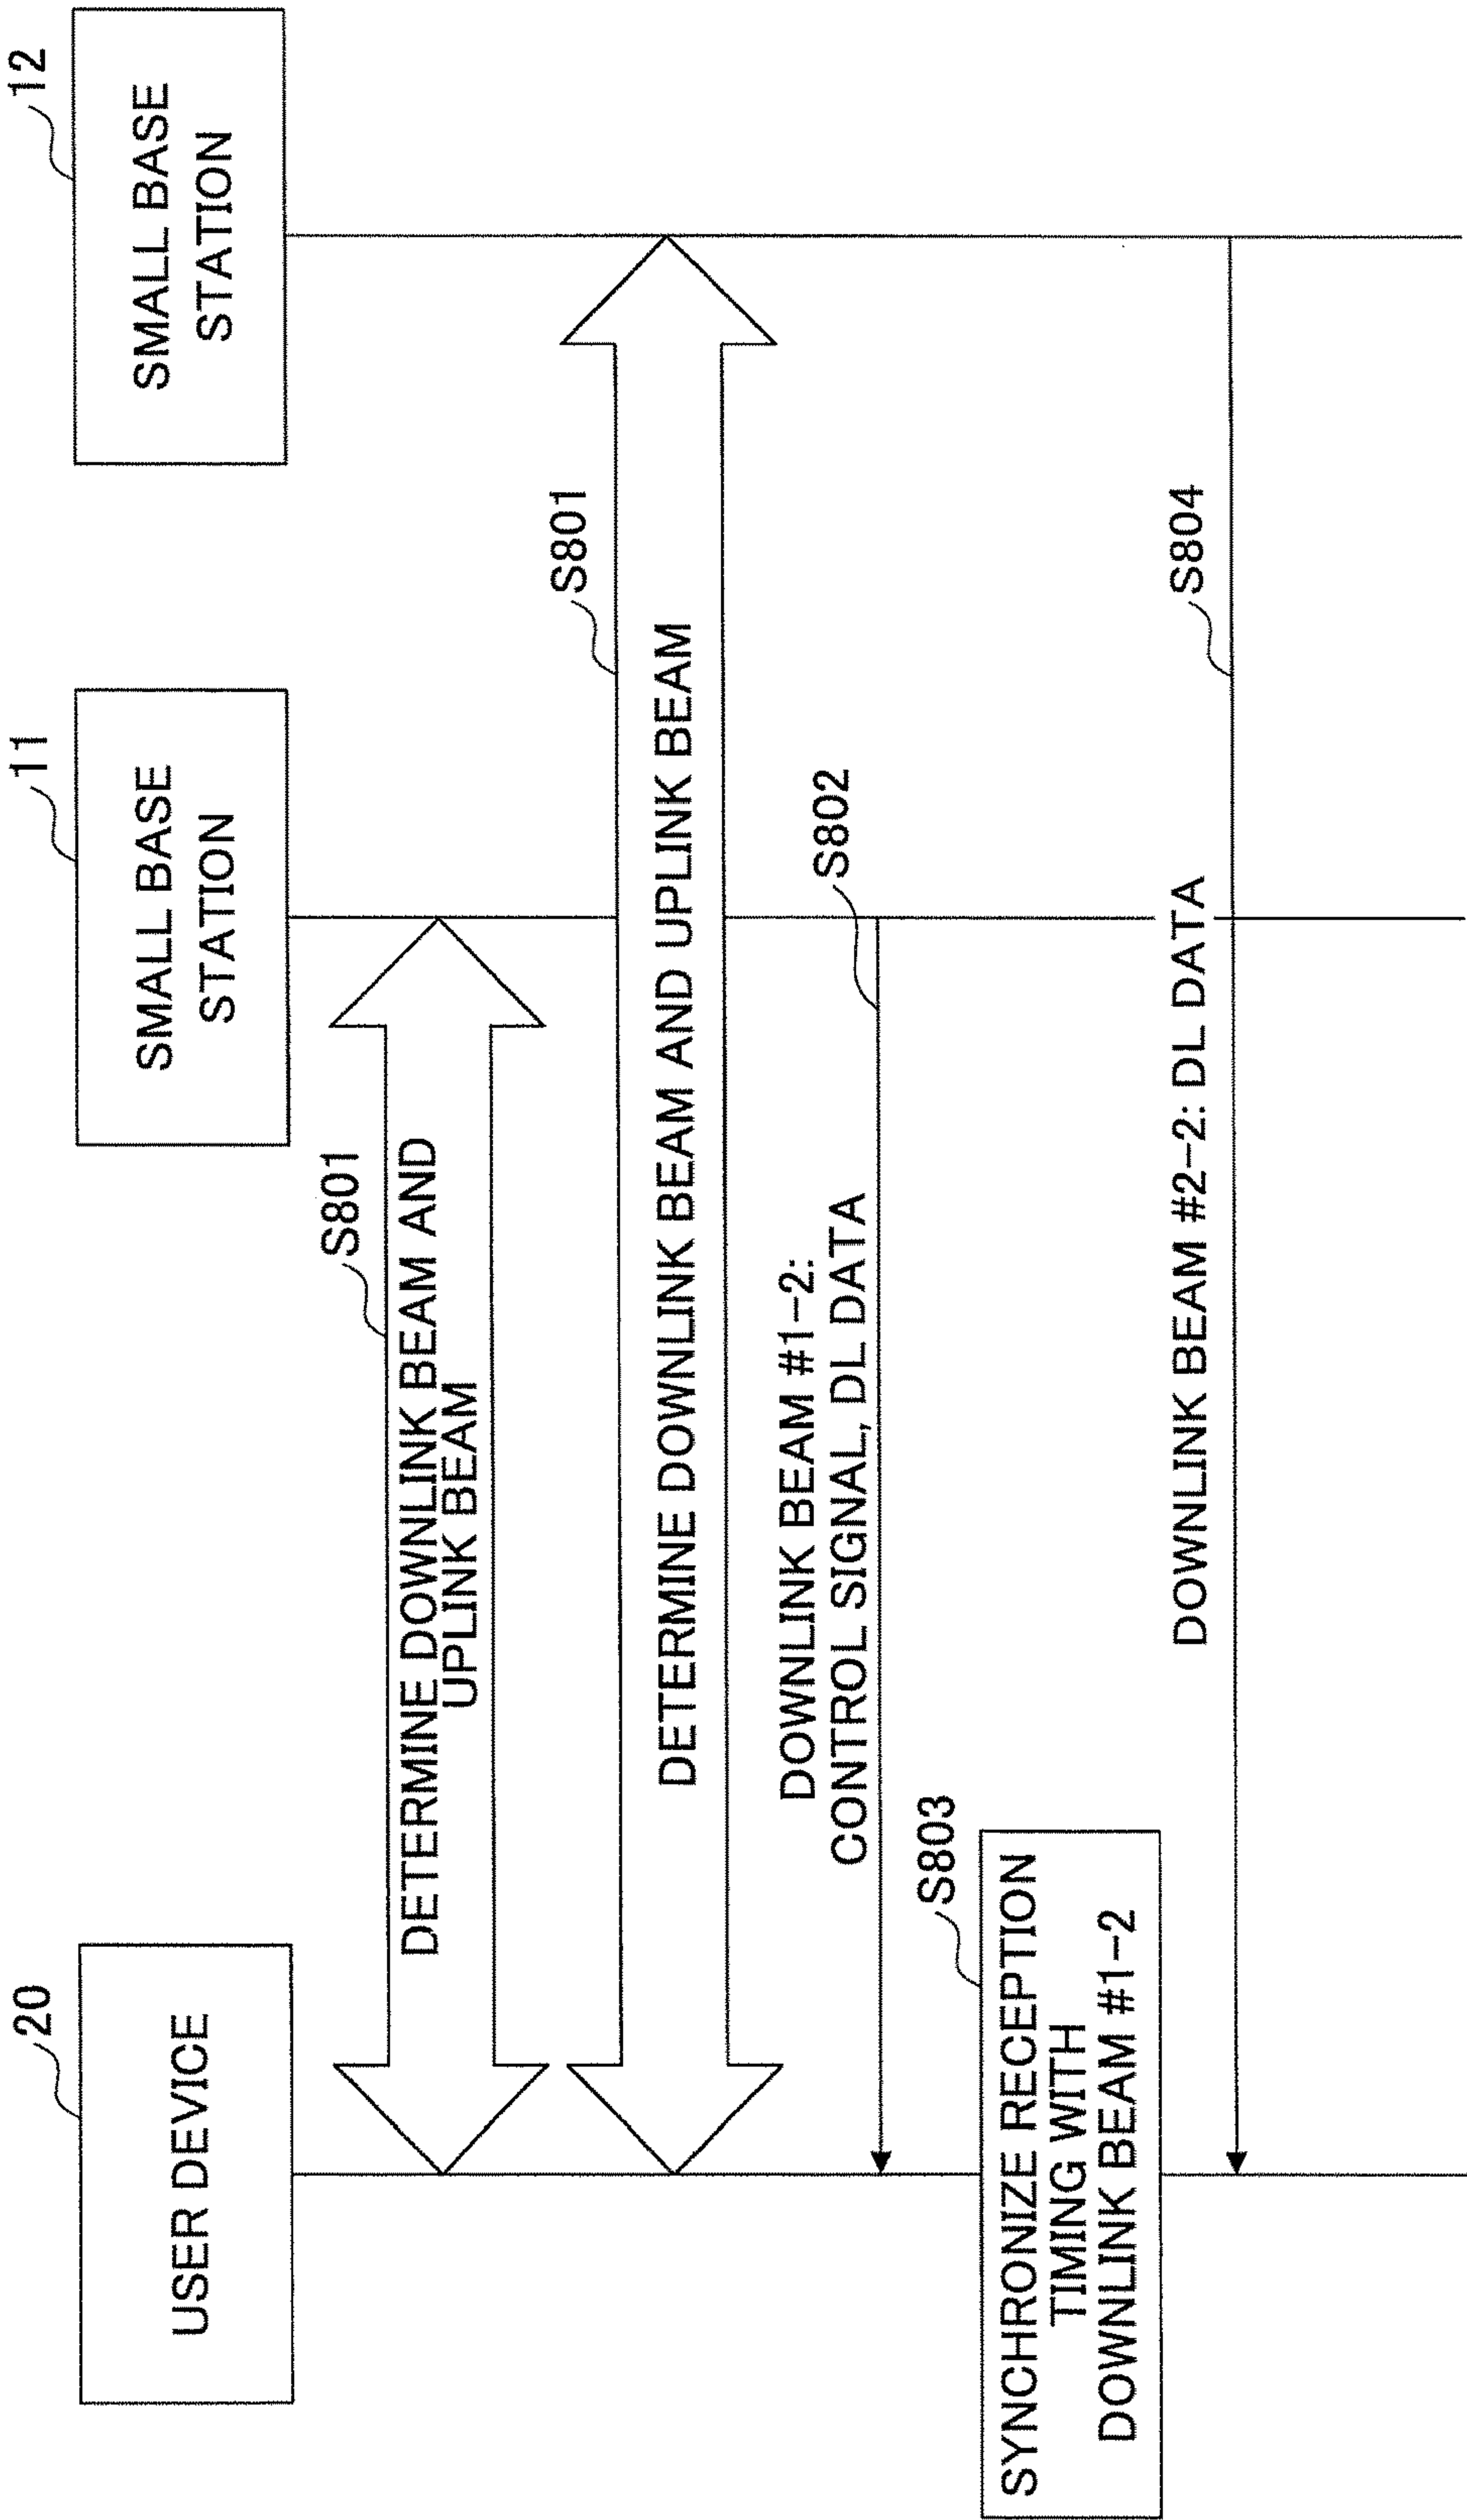 20
USER DEVICE
11
SMALL BASE
STATION
12
SMALL BASE
STATION
S801
DETERMINE DOWNLINK BEAM AND
UPLINK BEAM
S801
DETERMINE DOWNLINK BEAM AND UPLINK BEAM
S802
DOWNLINK BEAM #1-2:
CONTROL SIGNAL, DL DATA
S803
SYNCHRONIZE RECEPTION
TIMING WITH
DOWNLINK BEAM #1-2
S804
DOWNLINK BEAM #2-2: DL DATA